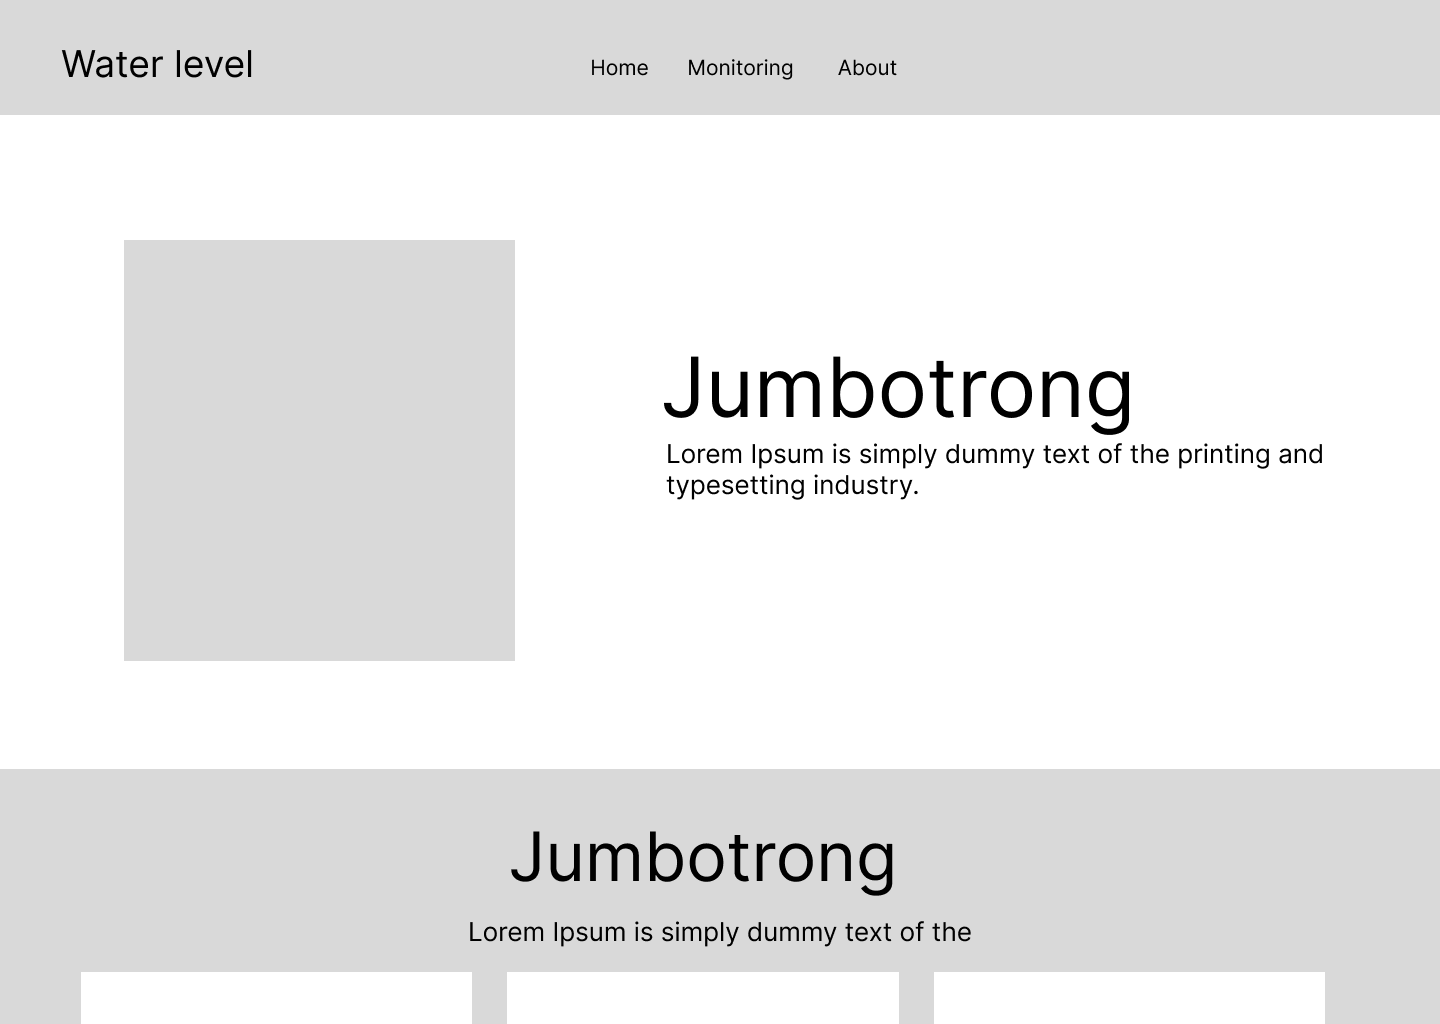 Water level
Home Monitoring About
Jumbotrong
Lorem Ipsum is simply dummy text of the printing and
typesetting industry.
Jumbotrong
Lorem Ipsum is simply dummy text of the